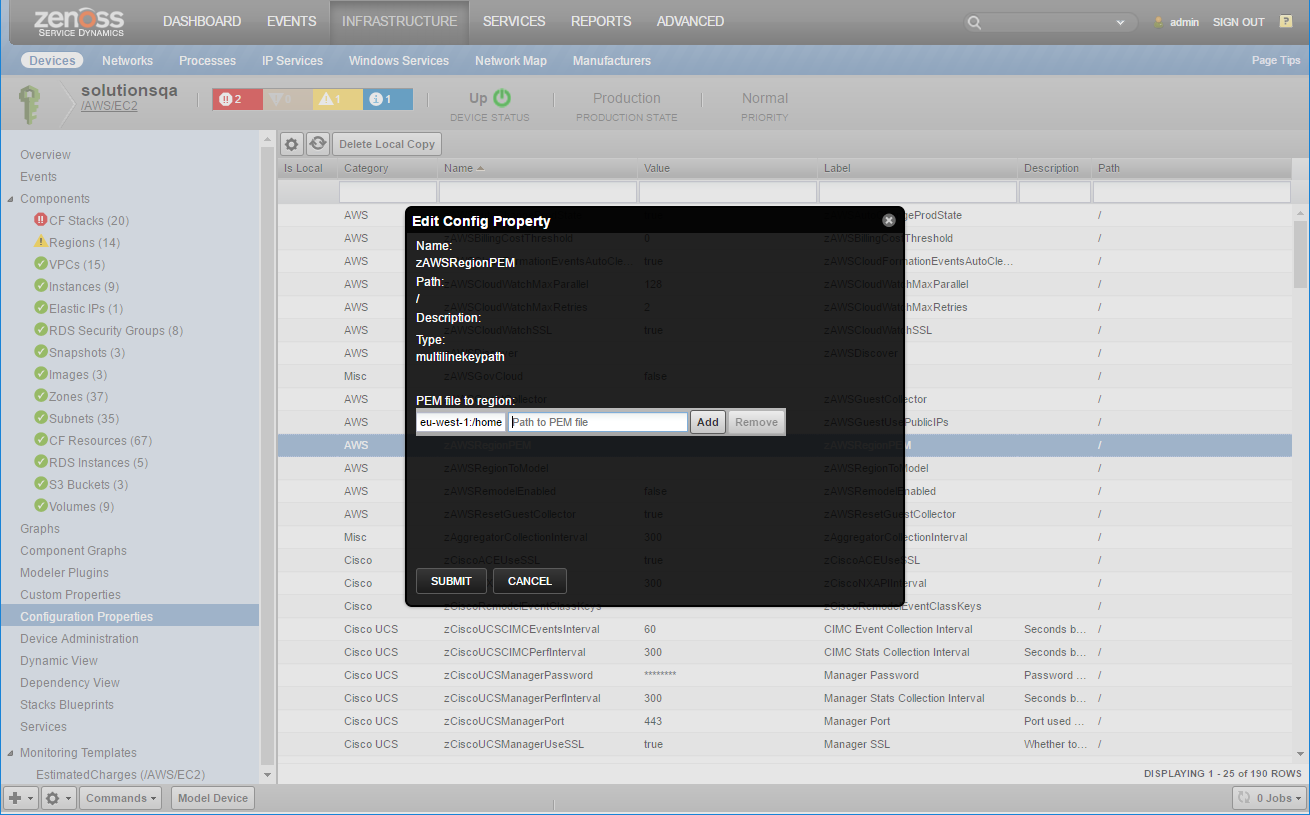 zenoss
SERVICE DYNAMICS
DASHBOARD EVENTS INFRASTRUCTURE SERVICES REPORTS ADVANCED
admin SIGN OUT ?
Devices Networks Processes IP Services Windows Services Network Map Manufacturers Page Tips
solutionsqa
/AWS/EC2
2 1 1
Up Production Normal
DEVICE STATUS PRODUCTION STATE PRIORITY
Overview
Events
Components
CF Stacks (20)
Regions (14)
VPCs (15)
Instances (9)
Elastic IPs (1)
RDS Security Groups (8)
Snapshots (3)
Images (3)
Zones (37)
Subnets (35)
CF Resources (67)
RDS Instances (5)
S3 Buckets (3)
Volumes (9)
Graphs
Component Graphs
Modeler Plugins
Custom Properties
Configuration Properties
Device Administration
Dynamic View
Dependency View
Stacks Blueprints
Services
Monitoring Templates
EstimatedCharges (/AWS/EC2)
Delete Local Copy
Is Local Category Name Value Label Description Path
AWS geProdState /
AWS zAWSBillingCostThreshold 0 zAWSBillingCostThreshold /
AWS mationEventsAutoCle... true zAWSCloudFormationEventsAutoCle... /
AWS zAWSCloudWatchMaxParallel 128 zAWSCloudWatchMaxParallel /
AWS zAWSCloudWatchMaxRetries 2 zAWSCloudWatchMaxRetries /
AWS zAWSCloudWatchSSL true zAWSCloudWatchSSL /
AWS zAWSDiscover /
Misc zAWSGovCloud false /
AWS llector zAWSGuestCollector /
AWS zAWSGuestUsePublicIPs /
AWS zAWSRegionPEM zAWSRegionPEM /
AWS zAWSRegionToModel zAWSRegionToModel /
AWS zAWSRemodelEnabled false zAWSRemodelEnabled /
AWS zAWSResetGuestCollector true zAWSResetGuestCollector /
Misc zAggregatorCollectionInterval 300 zAggregatorCollectionInterval /
Cisco zCiscoACEUseSSL true zCiscoACEUseSSL /
Cisco 300 zCiscoNXAPIInterval /
Cisco zCiscoRemodelEventClassKeys zCiscoRemodelEventClassKeys /
Cisco UCS zCiscoUCSCIMCEventsInterval 60 CIMC Event Collection Interval Seconds b... /
Cisco UCS zCiscoUCSCIMCPerfInterval 300 CIMC Stats Collection Interval Seconds b... /
Cisco UCS zCiscoUCSManagerPassword ******** Manager Password Password ... /
Cisco UCS zCiscoUCSManagerPerfInterval 300 Manager Stats Collection Interval Seconds b... /
Cisco UCS zCiscoUCSManagerPort 443 Manager Port Port used ... /
Cisco UCS zCiscoUCSManagerUseSSL true Manager SSL Whether to... /
Edit Config Property
Name:
zAWSRegionPEM
Path:
/
Description:
Type:
multilinekeypath
PEM file to region:
eu-west-1:/home Path to PEM file Add Remove
SUBMIT CANCEL
DISPLAYING 1 - 25 of 190 ROWS
Commands Model Device 0 Jobs